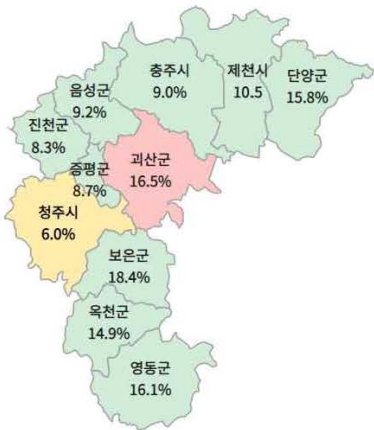 충주시
9.0%
제천시
10.5
단양군
15.8%
음성군
9.2%
진천군
8.3%
증평군
8.7%
괴산군
16.5%
청주시
6.0%
보은군
18.4%
옥천군
14.9%
영동군
16.1%